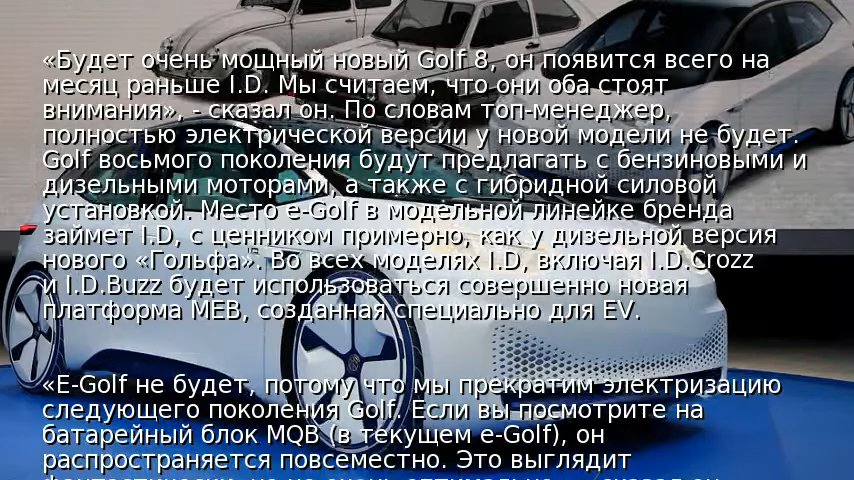 «Будет очень мощный новый Golf 8, он появится всего на
месяц раньше I.D. Мы считаем, что они оба стоят
внимания», - сказал он. По словам топ-менеджер,
полностью электрической версии у новой модели не будет.
Golf восьмого поколения будут предлагать с бензиновыми и
дизельными моторами, а также с гибридной силовой
установкой. Место e-Golf в модельной линейке бренда
займет I.D, с ценником примерно, как у дизельной версия
нового «Гольфа». Во всех моделях I.D, включая I.D.Crozz
и I.D.Buzz будет использоваться совершенно новая
платформа MEB, созданная специально для EV.
«E-Golf не будет, потому что мы прекратим электризацию
следующего поколения Golf. Если вы посмотрите на
батарейный блок MQB (в текущем e-Golf), он
распространяется повсеместно. Это выглядит